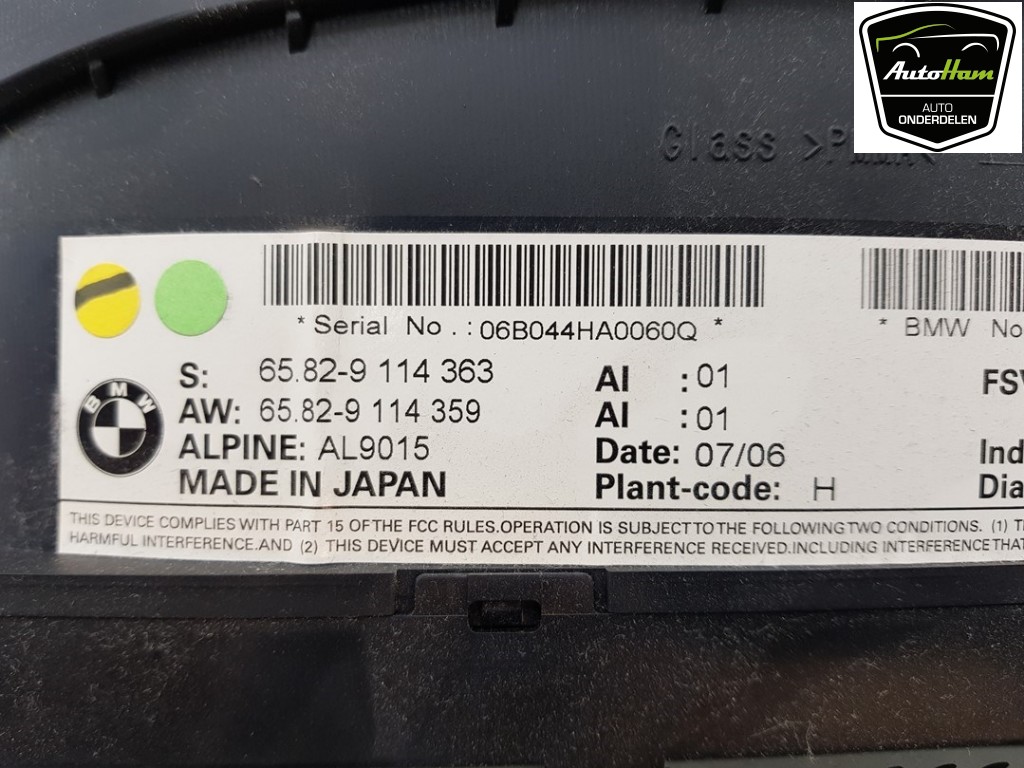 AutoHam
AUTO
ONDERDELEN
Glass >PMMA<
* Serial No.:06B044HA0060Q *
* BMW No
S: 65.82-9 114 363
AI :01
AW: 65.82-9 114 359
AI :01
ALPINE: AL9015
Date: 07/06
MADE IN JAPAN
Plant-code: H
BMW
FSV
Ind
Dia
THIS DEVICE COMPLIES WITH PART 15 OF THE FCC RULES.OPERATION IS SUBJECT TO THE FOLLOWING TWO CONDITIONS. (1) T
HARMFUL INTERFERENCE.AND (2) THIS DEVICE MUST ACCEPT ANY INTERFERENCE RECEIVED.INCLUDING INTERFERENCE THAT